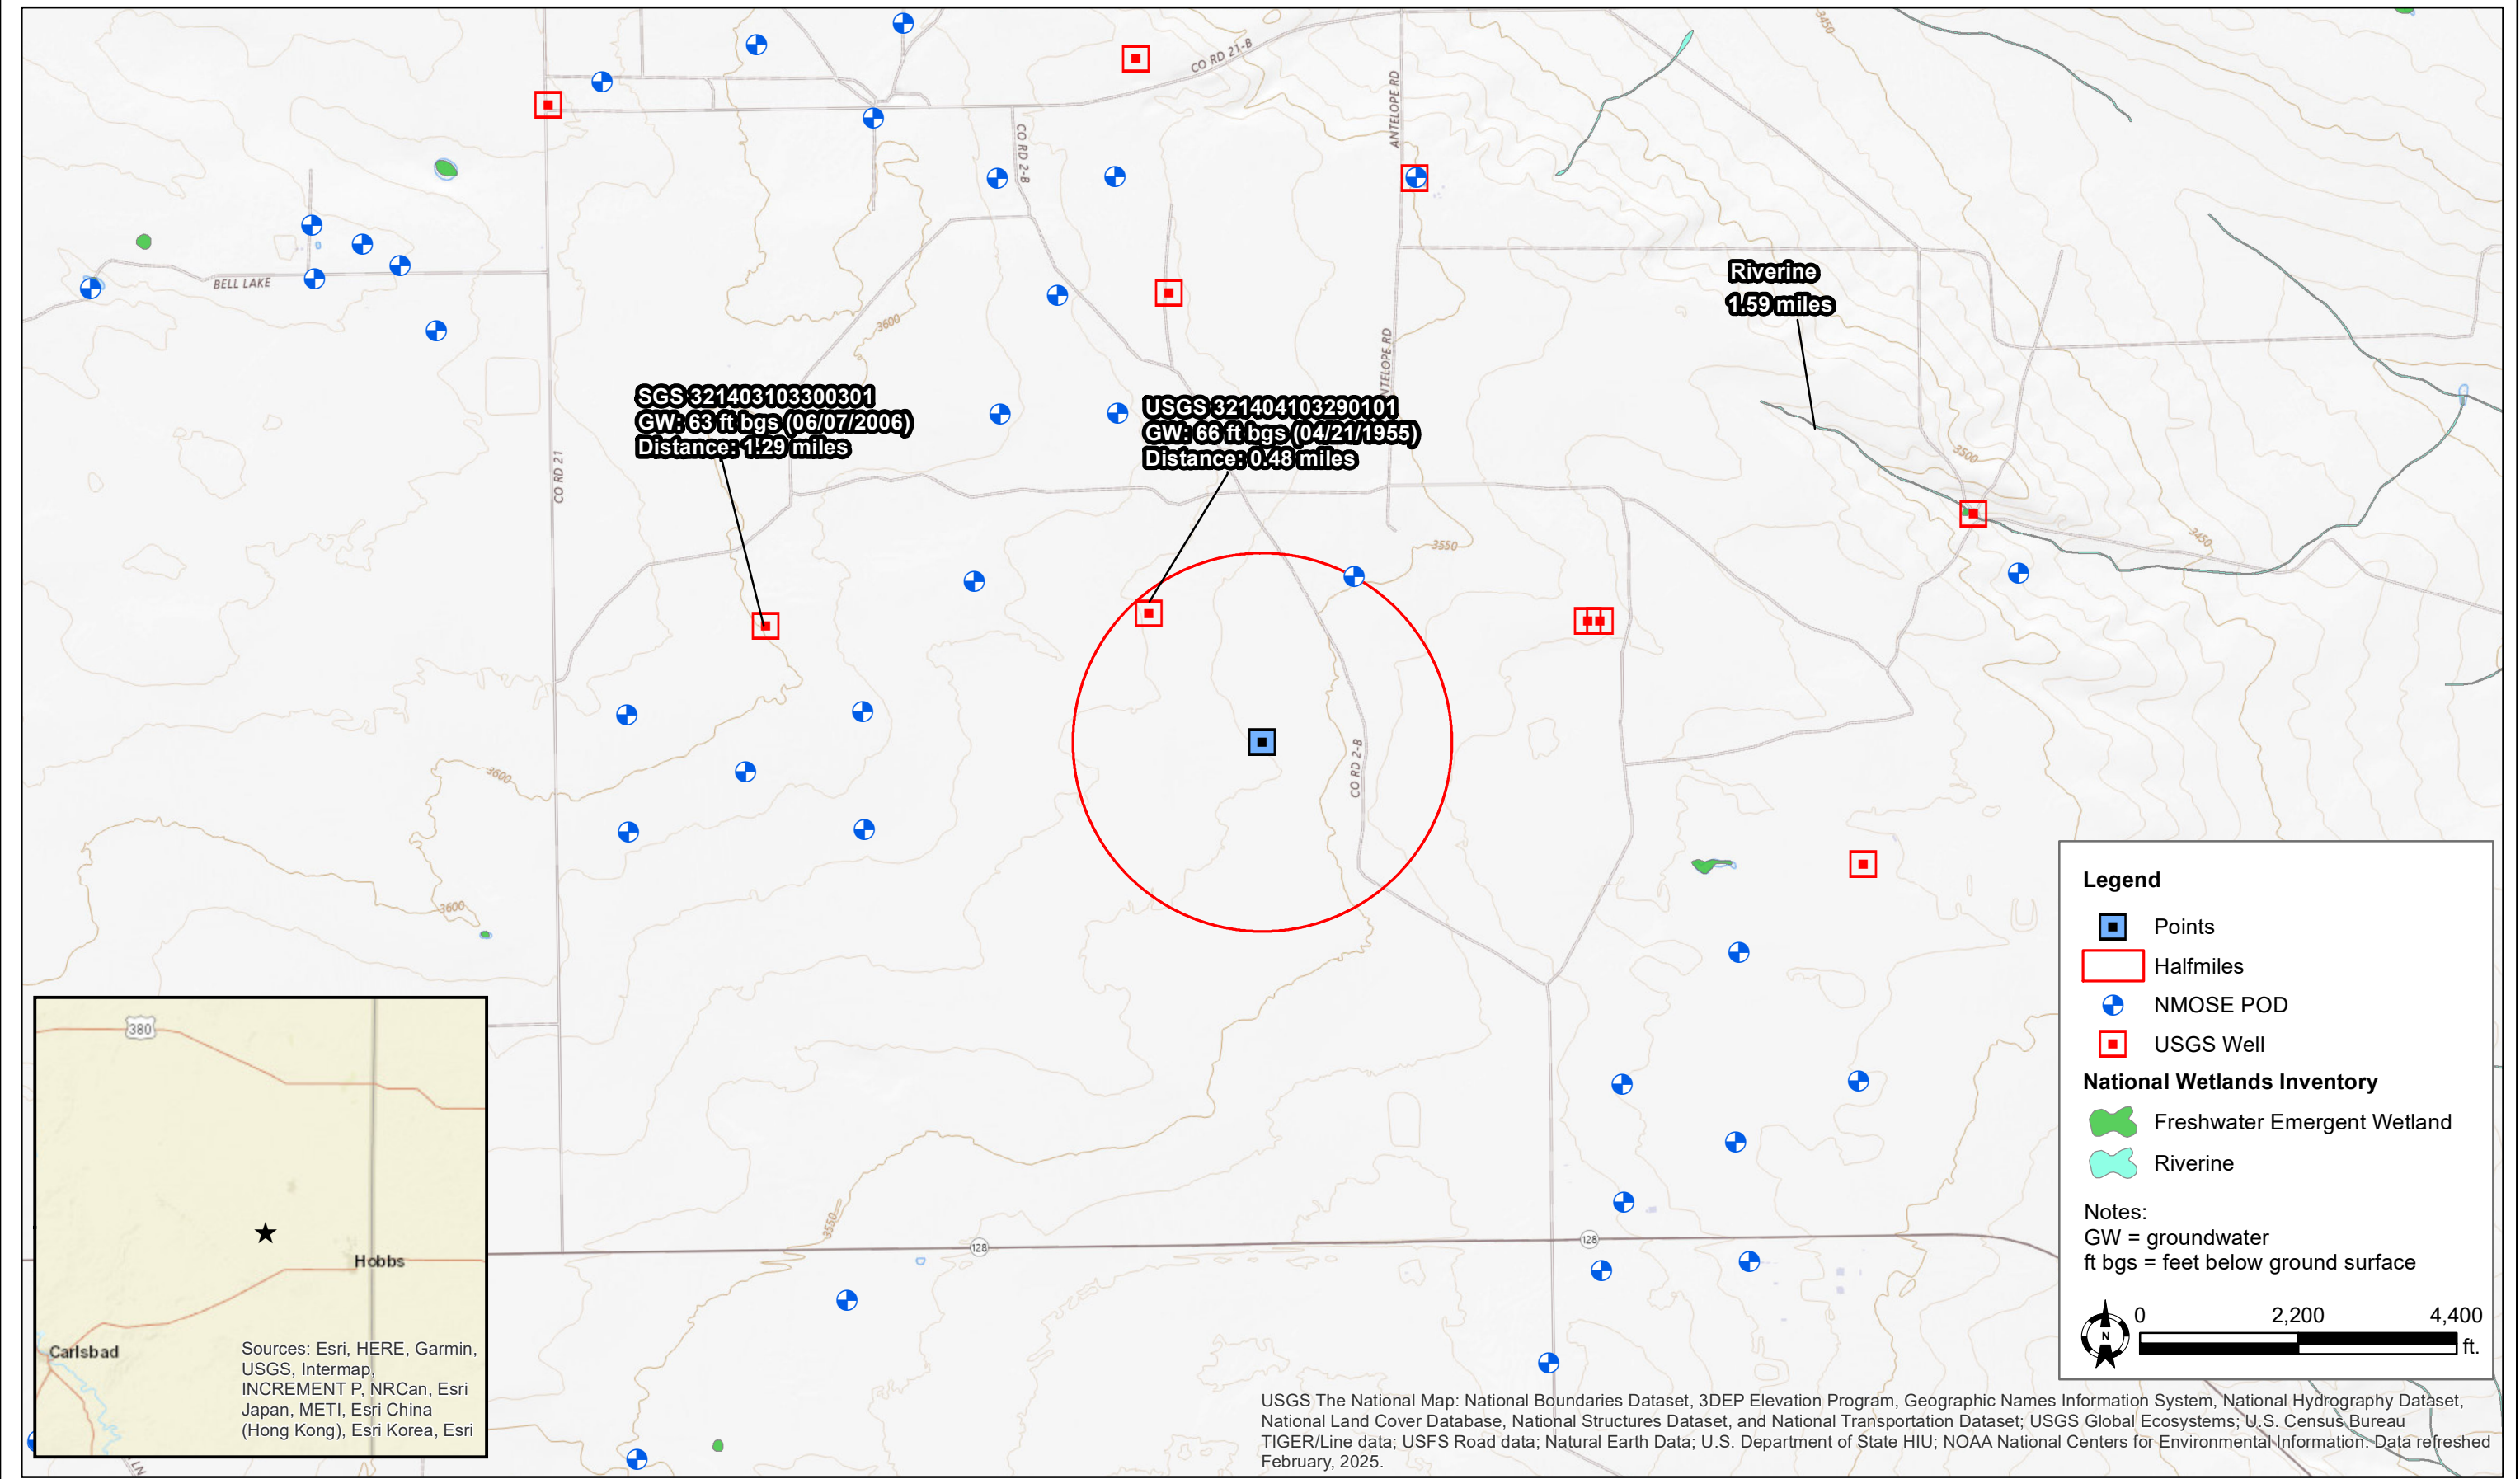 CO RD 21-B
3450
ANTELOPE RD
CO RD 2-B
BELL LAKE
Riverine
1.59 miles
3600
NTELOPE RD
SGS 321403103300301
GW: 63 ft bgs (06/07/2006)
Distance: 1.29 miles
USGS 321404103290101
GW: 66 ft bgs (04/21/1955)
Distance: 0.48 miles
CO RD 21
3500
3450
3550
CO RD 2-B
3600
3600
3550
128
128
Legend
Points
Halfmiles
NMOSE POD
USGS Well
National Wetlands Inventory
Freshwater Emergent Wetland
Riverine
Notes:
GW = groundwater
ft bgs = feet below ground surface
N
0 2,200 4,400
ft.
380
Hobbs
Carlsbad
Sources: Esri, HERE, Garmin,
USGS, Intermap,
INCREMENT P, NRCan, Esri
Japan, METI, Esri China
(Hong Kong), Esri Korea, Esri
LN
USGS The National Map: National Boundaries Dataset, 3DEP Elevation Program, Geographic Names Information System, National Hydrography Dataset,
National Land Cover Database, National Structures Dataset, and National Transportation Dataset; USGS Global Ecosystems; U.S. Census Bureau
TIGER/Line data; USFS Road data; Natural Earth Data; U.S. Department of State HIU; NOAA National Centers for Environmental Information. Data refreshed
February, 2025.